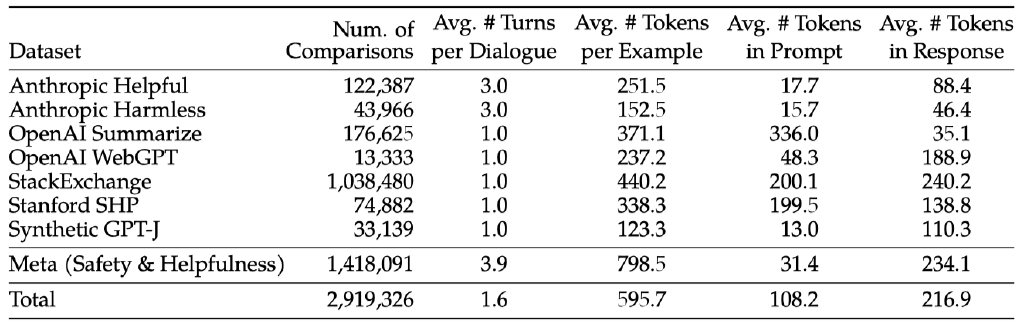 Dataset Num. of Comparisons Avg. # Turns per Dialogue Avg. # Tokens per Example Avg. # Tokens in Prompt Avg. # Tokens in Response
Anthropic Helpful 122,387 3.0 251.5 17.7 88.4
Anthropic Harmless 43,966 3.0 152.5 15.7 46.4
OpenAI Summarize 176,625 1.0 371.1 336.0 35.1
OpenAI WebGPT 13,333 1.0 237.2 48.3 188.9
StackExchange 1,038,480 1.0 440.2 200.1 240.2
Stanford SHP 74,882 1.0 338.3 199.5 138.8
Synthetic GPT-J 33,139 1.0 123.3 13.0 110.3
Meta (Safety & Helpfulness) 1,418,091 3.9 798.5 31.4 234.1
Total 2,919,326 1.6 595.7 108.2 216.9